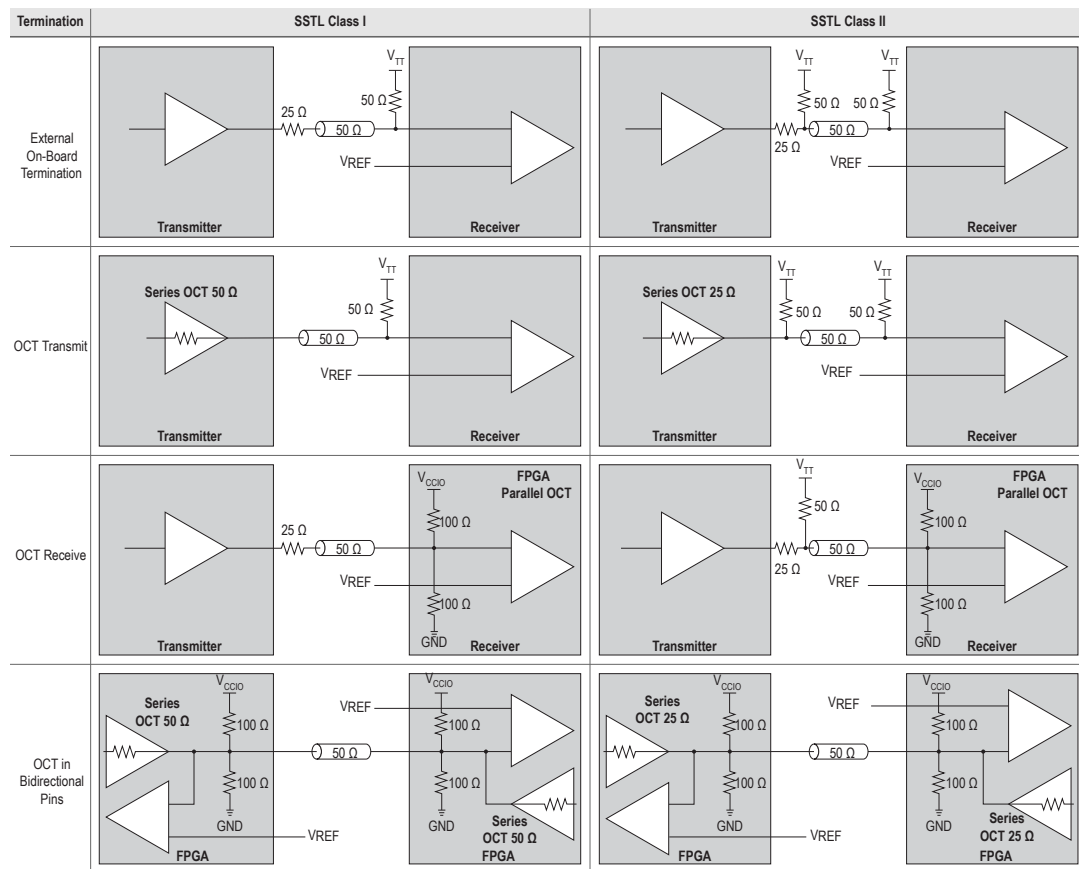 Termination SSTL Class I SSTL Class II
External
On-Board
Termination
V_TT
50 Ω
25 Ω
50 Ω
VREF
Transmitter Receiver
V_TT V_TT
50 Ω 50 Ω
50 Ω
25 Ω
VREF
Transmitter Receiver
OCT Transmit
Series OCT 50 Ω
V_TT
50 Ω
50 Ω
VREF
Transmitter Receiver
Series OCT 25 Ω
V_TT V_TT
50 Ω 50 Ω
50 Ω
VREF
Transmitter Receiver
OCT Receive
V_CCIO
FPGA
Parallel OCT
100 Ω
25 Ω
50 Ω
VREF
100 Ω
GND
Transmitter Receiver
V_TT
50 Ω
V_CCIO
FPGA
Parallel OCT
100 Ω
50 Ω
25 Ω
VREF
100 Ω
GND
Transmitter Receiver
OCT in
Bidirectional
Pins
Series
OCT 50 Ω
V_CCIO
100 Ω
100 Ω
GND
VREF
FPGA
50 Ω
VREF
V_CCIO
100 Ω
100 Ω
GND
Series
OCT 50 Ω
FPGA
Series
OCT 25 Ω
V_CCIO
100 Ω
100 Ω
GND
VREF
FPGA
50 Ω
VREF
V_CCIO
100 Ω
100 Ω
GND
Series
OCT 25 Ω
FPGA